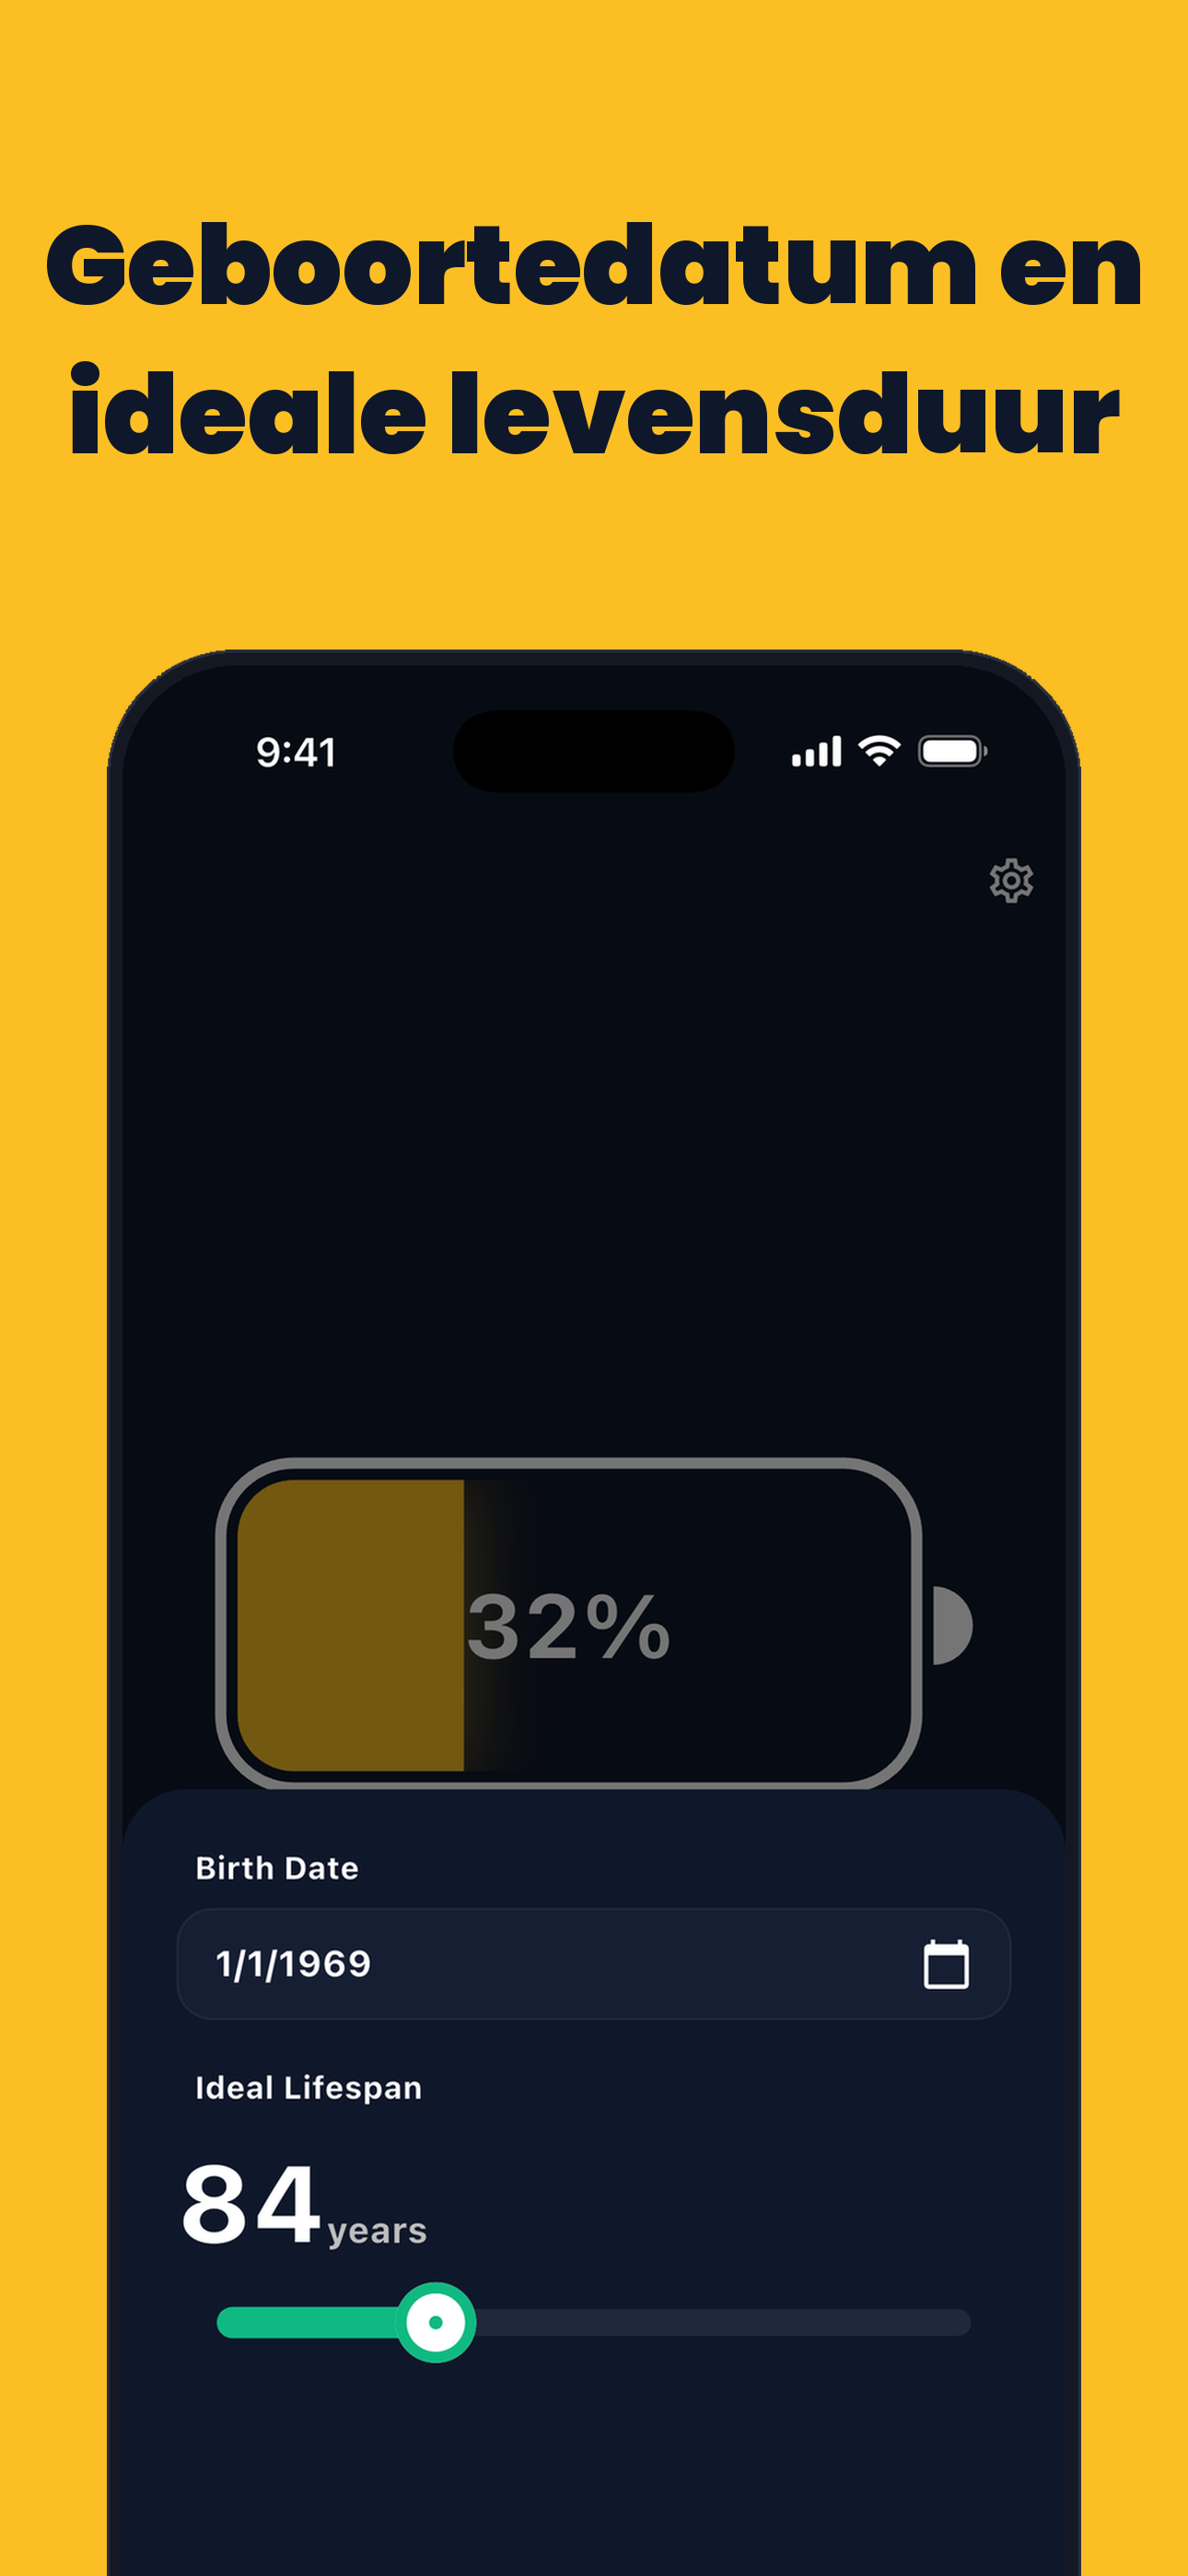 Geboortedatum en
ideale levensduur
9:41
32%
Birth Date
1/1/1969
Ideal Lifespan
84 years